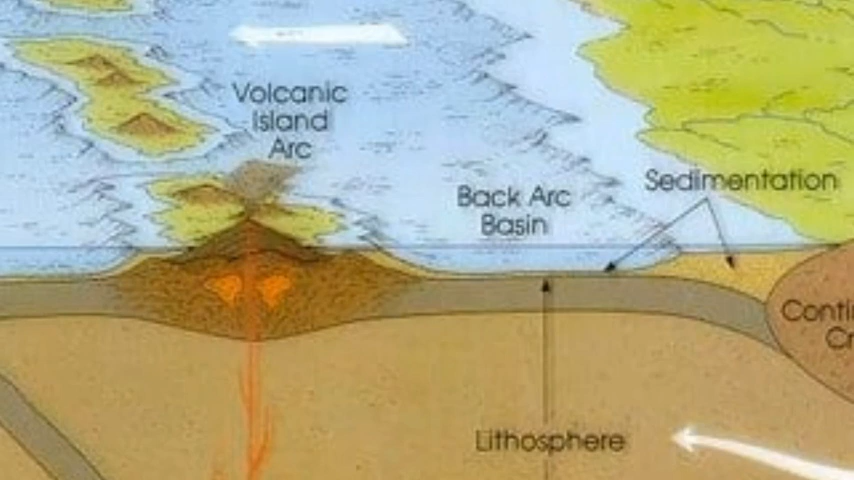 Volcanic
Island
Arc
Back Arc
Basin
Sedimentation
Lithosphere